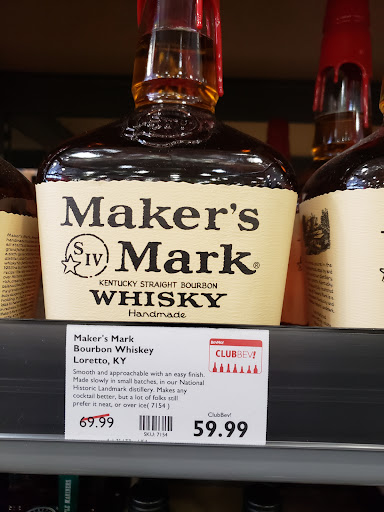 Maker's
SIV Mark®
KENTUCKY STRAIGHT BOURBON
WHISKY
Handmade
Maker's Mark
Bourbon Whiskey
Loretto, KY
Smooth and approachable with an easy finish.
Made slowly in small batches, in our National
Historic Landmark distillery. Makes any
cocktail better, but a lot of folks still
prefer it neat, or over ice( 7154 )
69.99
SKU: 7154
CLUBBEV!
ClubBev!
59.99